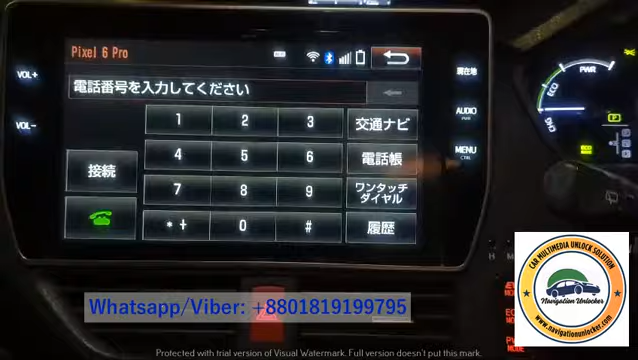 Pixel 6 Pro
電話番号を入力してください
VOL+
VOL-
1
2
3
交通ナビ
4
5
6
電話帳
接続
7
8
9
ワンタッチ
ダイヤル
*+
0
#
履歴
現在地
AUDIO
MENU
PWR
ECO
CHG
CAR MULTIMEDIA UNLOCK SOLUTION
Navigation Unlocker
www.navigationunlocker.com
Whatsapp/Viber: +8801819199795
Protected with trial version of Visual Watermark. Full version doesn't put this mark.